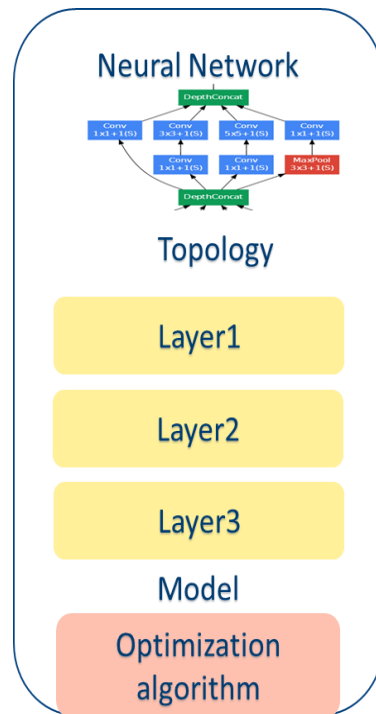 Neural Network
DepthConcat
Conv Conv Conv Conv
1x1+1(S) 3x3+1(S) 5x5+1(S) 1x1+1(S)
Conv Conv MaxPool
1x1+1(S) 1x1+1(S) 3x3+1(S)
DepthConcat
Topology
Layer1
Layer2
Layer3
Model
Optimization
algorithm